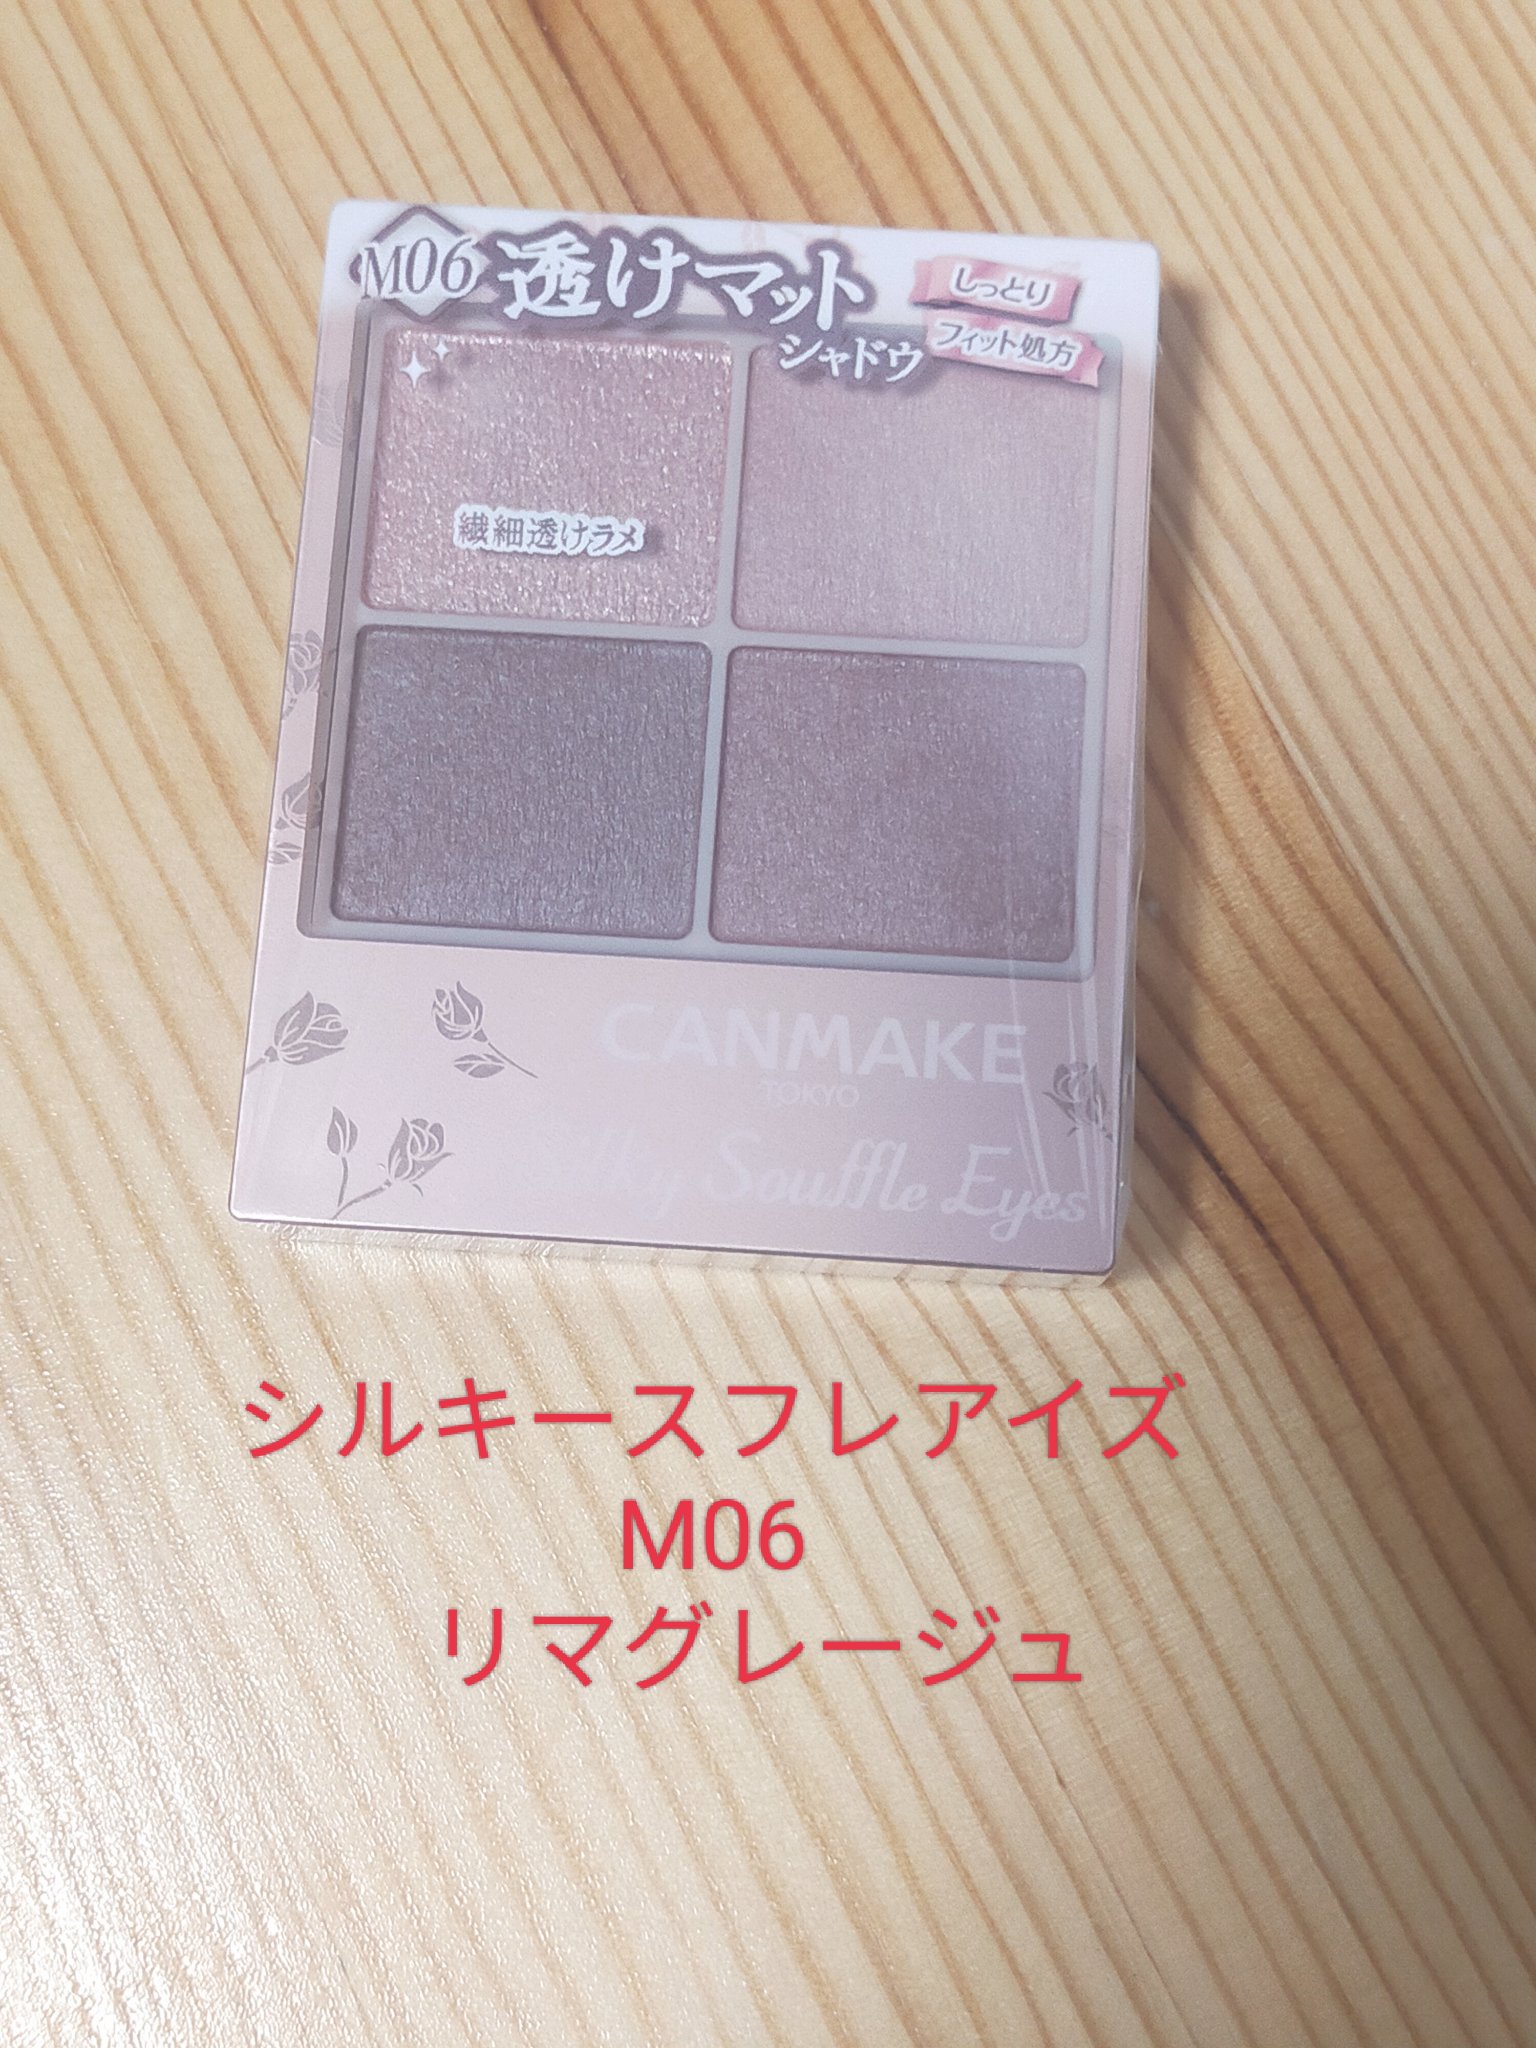 M06 透けマット
シャドウ
しっとり
フィット処方
繊細透けラメ
CANMAKE
TOKYO
Silky Souffle Eyes
シルキースフレアイズ
M06
リマグレージュ